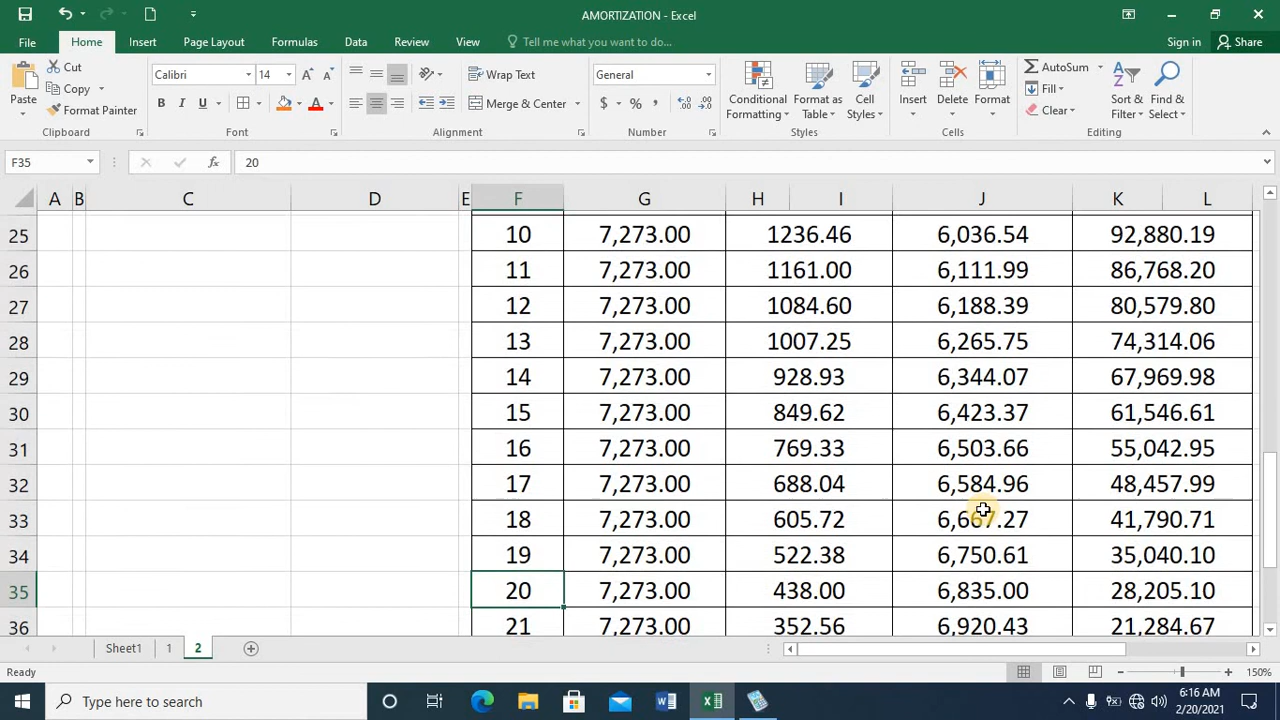 AMORTIZATION - Excel
File Home Insert Page Layout Formulas Data Review View Tell me what you want to do... Sign in Share
Paste Cut Copy Format Painter Clipboard
Calibri 14 B I U A Font
Wrap Text Merge & Center Alignment
General $ % , Number
Conditional Formatting Format as Table Cell Styles Styles
Insert Delete Format Cells
AutoSum Fill Clear Sort & Filter Find & Select Editing
F35 fx 20
A B C D E F G H I J K L
25 10 7,273.00 1236.46 6,036.54 92,880.19
26 11 7,273.00 1161.00 6,111.99 86,768.20
27 12 7,273.00 1084.60 6,188.39 80,579.80
28 13 7,273.00 1007.25 6,265.75 74,314.06
29 14 7,273.00 928.93 6,344.07 67,969.98
30 15 7,273.00 849.62 6,423.37 61,546.61
31 16 7,273.00 769.33 6,503.66 55,042.95
32 17 7,273.00 688.04 6,584.96 48,457.99
33 18 7,273.00 605.72 6,667.27 41,790.71
34 19 7,273.00 522.38 6,750.61 35,040.10
35 20 7,273.00 438.00 6,835.00 28,205.10
36 21 7,273.00 352.56 6,920.43 21,284.67
Sheet1 1 2
Ready 150%
Type here to search 6:16 AM
2/20/2021